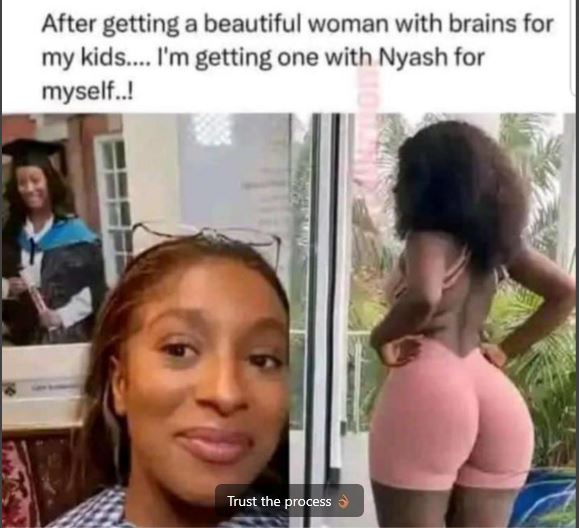 After getting a beautiful woman with brains for
my kids.... I'm getting one with Nyash for
myself..!
Trust the process 👌🏾